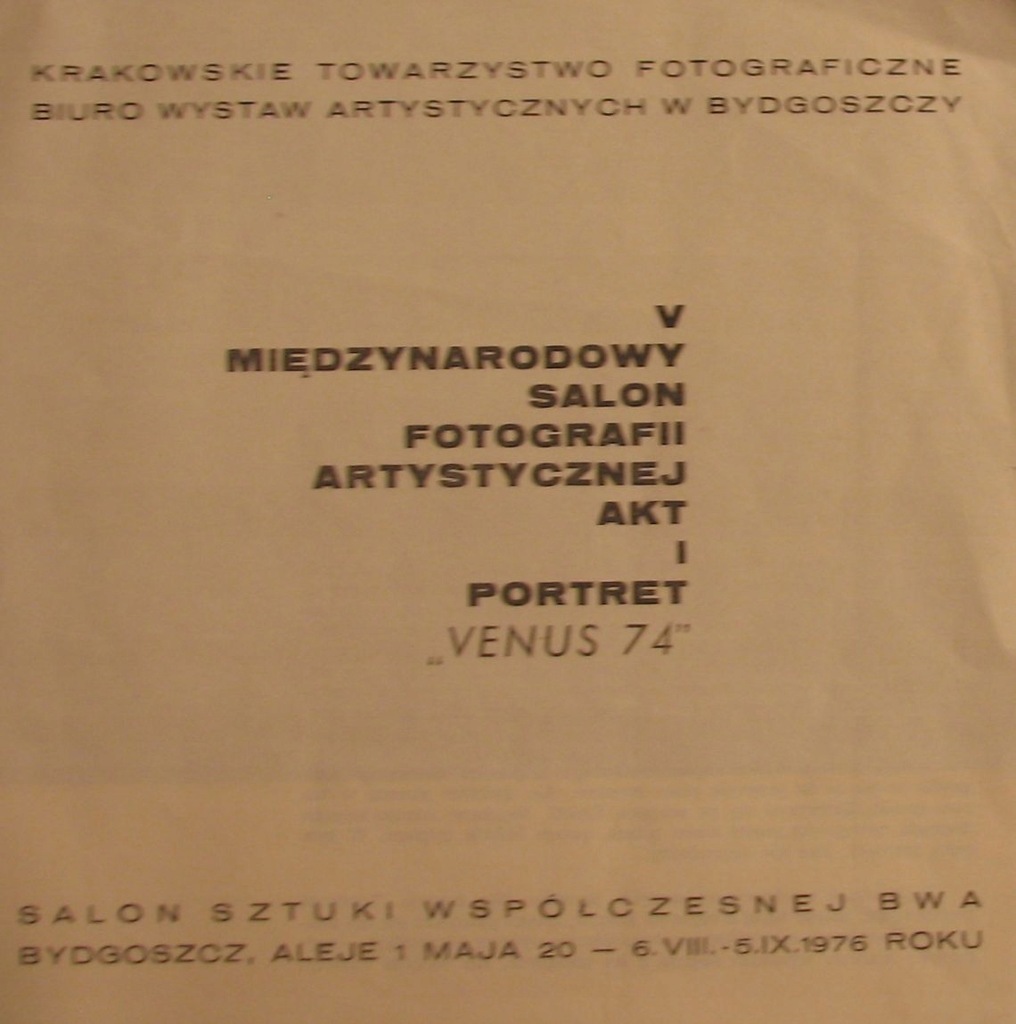 KRAKOWSKIE TOWARZYSTWO FOTOGRAFICZNE
BIURO WYSTAW ARTYSTYCZNYCH W BYDGOSZCZY
V
MIĘDZYNARODOWY
SALON
FOTOGRAFII
ARTYSTYCZNEJ
AKT
I
PORTRET
„VENUS 74”
SALON SZTUKI WSPÓŁCZESNEJ BWA
BYDGOSZCZ, ALEJE 1 MAJA 20 — 6.VIII.-5.IX.1976 ROKU